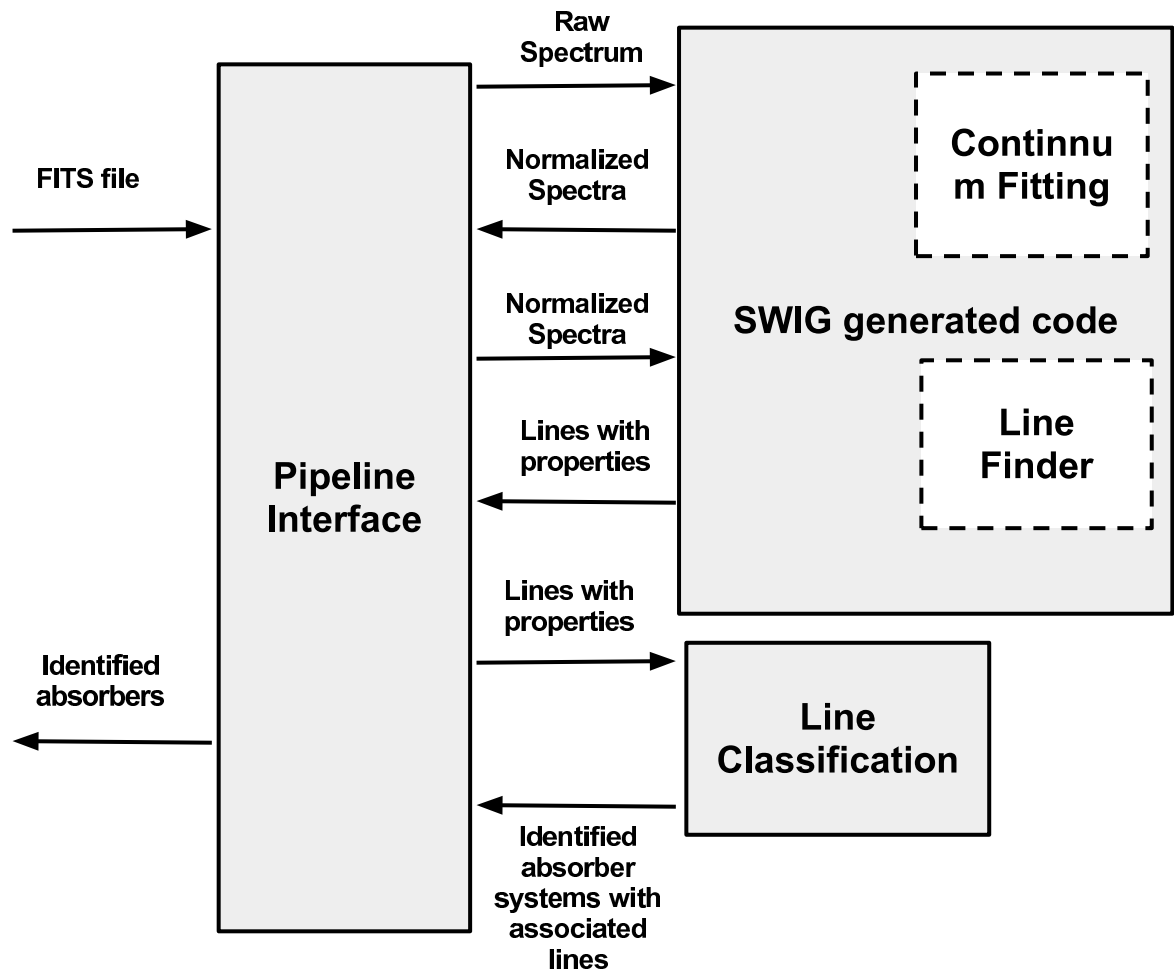 Raw
Spectrum
FITS file
Normalized
Spectra
Continnu
m Fitting
Normalized
Spectra
SWIG generated code
Lines with
properties
Line
Finder
Pipeline
Interface
Lines with
properties
Identified
absorbers
Line
Classification
Identified
absorber
systems with
associated
lines